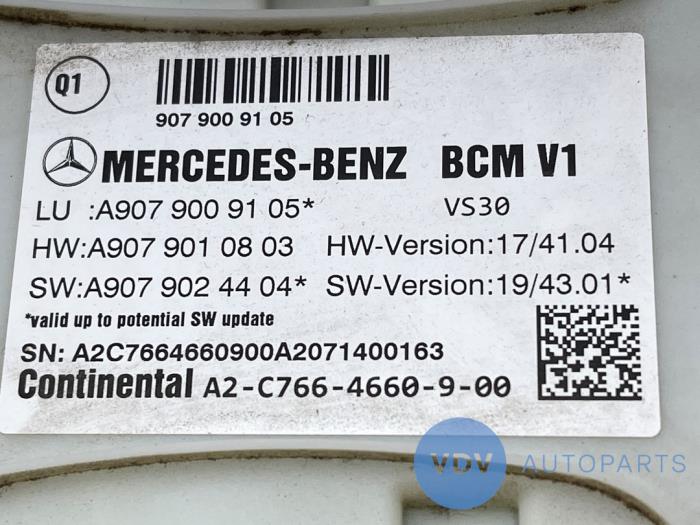 Q1
907 900 91 05
MERCEDES-BENZ BCM V1
LU :A907 900 91 05* VS30
HW:A907 901 08 03 HW-Version:17/41.04
SW:A907 902 44 04* SW-Version:19/43.01*
*valid up to potential SW update
SN: A2C7664660900A2071400163
Continental A2-C766-4660-9-00
VDV AUTOPARTS